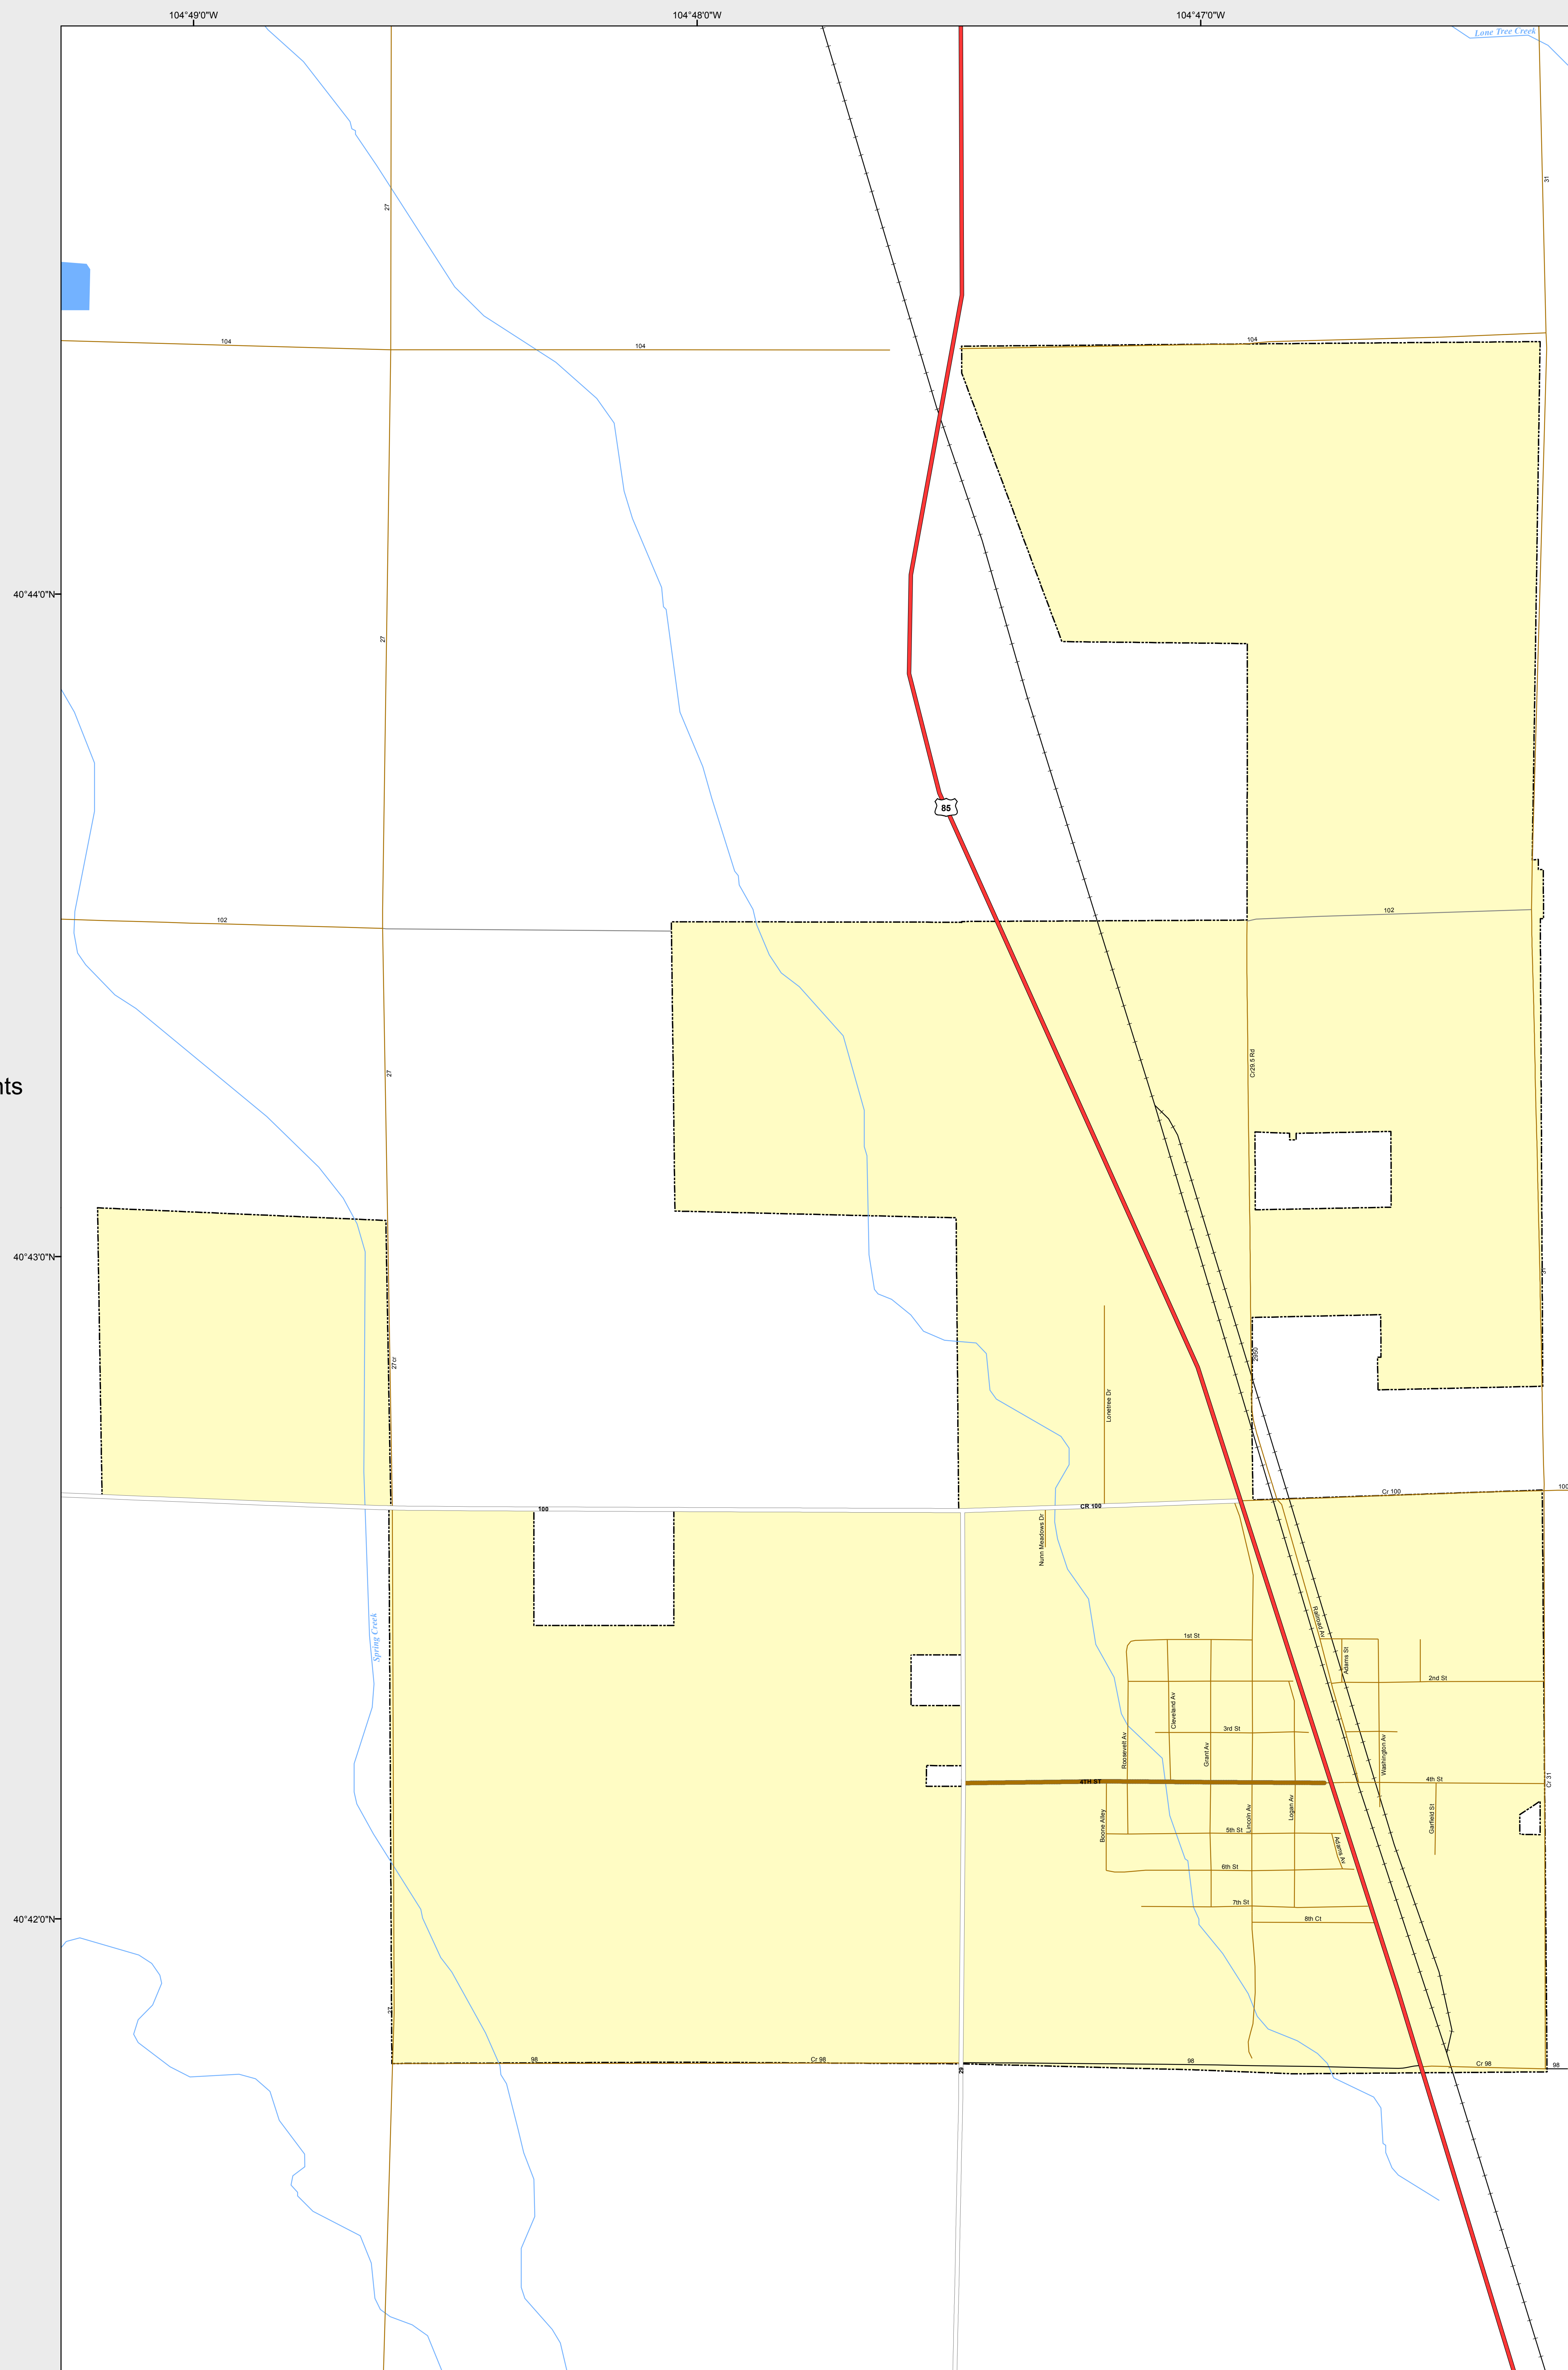 104°49'0"W
104°48'0"W
104°47'0"W
Lone Tree Creek
31
27
104
104
104
40°44'0"N
27
85
102
102
Cr29.5 Rd
27
nts
40°43'0"N
31
2950
27 cr
Lonetree Dr
100
CR 100
Cr 100
100
Nunn Meadows Dr
Railroad Av
Spring Creek
1st St
Adams St
2nd St
Cleveland Av
3rd St
Roosevelt Av
Grant Av
Washington Av
4TH ST
4th St
Cr 31
Boone Alley
Lincoln Av
Logan Av
Garfield St
5th St
Adams Av
6th St
7th St
8th Ct
40°42'0"N
27
98
Cr 98
98
Cr 98
98
29